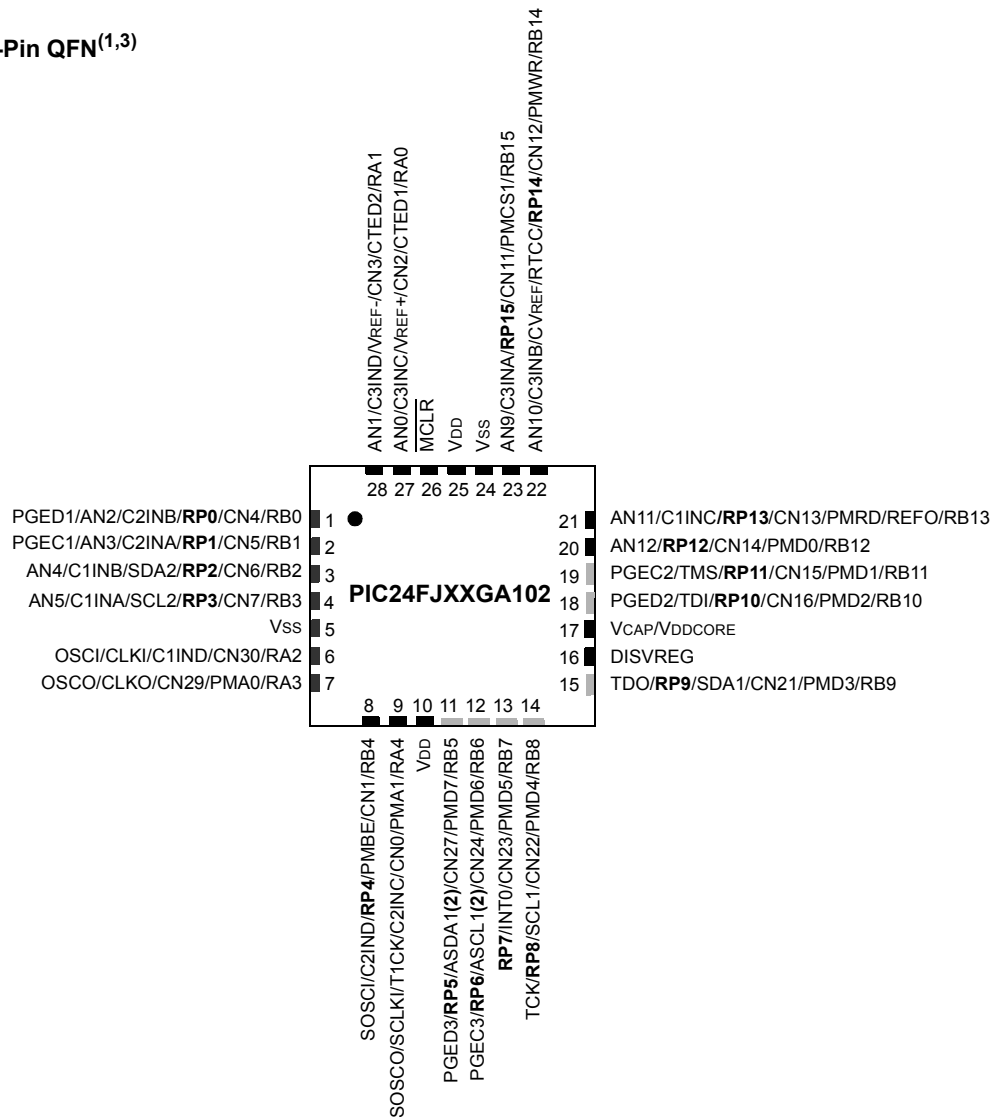 -Pin QFN(1,3)
AN1/C3IND/VREF-/CN3/CTED2/RA1
AN0/C3INC/VREF+/CN2/CTED1/RA0
MCLR
VDD
VSS
AN9/C3INA/RP15/CN11/PMCS1/RB15
AN10/C3INB/CVREF/RTCC/RP14/CN12/PMWR/RB14
28 27 26 25 24 23 22
PGED1/AN2/C2INB/RP0/CN4/RB0 1
PGEC1/AN3/C2INA/RP1/CN5/RB1 2
AN4/C1INB/SDA2/RP2/CN6/RB2 3
AN5/C1INA/SCL2/RP3/CN7/RB3 4
VSS 5
OSCI/CLKI/C1IND/CN30/RA2 6
OSCO/CLKO/CN29/PMA0/RA3 7
PIC24FJXXGA102
21 AN11/C1INC/RP13/CN13/PMRD/REFO/RB13
20 AN12/RP12/CN14/PMD0/RB12
19 PGEC2/TMS/RP11/CN15/PMD1/RB11
18 PGED2/TDI/RP10/CN16/PMD2/RB10
17 VCAP/VDDCORE
16 DISVREG
15 TDO/RP9/SDA1/CN21/PMD3/RB9
8 9 10 11 12 13 14
SOSCI/C2IND/RP4/PMBE/CN1/RB4
SOSCO/SCLKI/T1CK/C2INC/CN0/PMA1/RA4
VDD
PGED3/RP5/ASDA1(2)/CN27/PMD7/RB5
PGEC3/RP6/ASCL1(2)/CN24/PMD6/RB6
RP7/INT0/CN23/PMD5/RB7
TCK/RP8/SCL1/CN22/PMD4/RB8